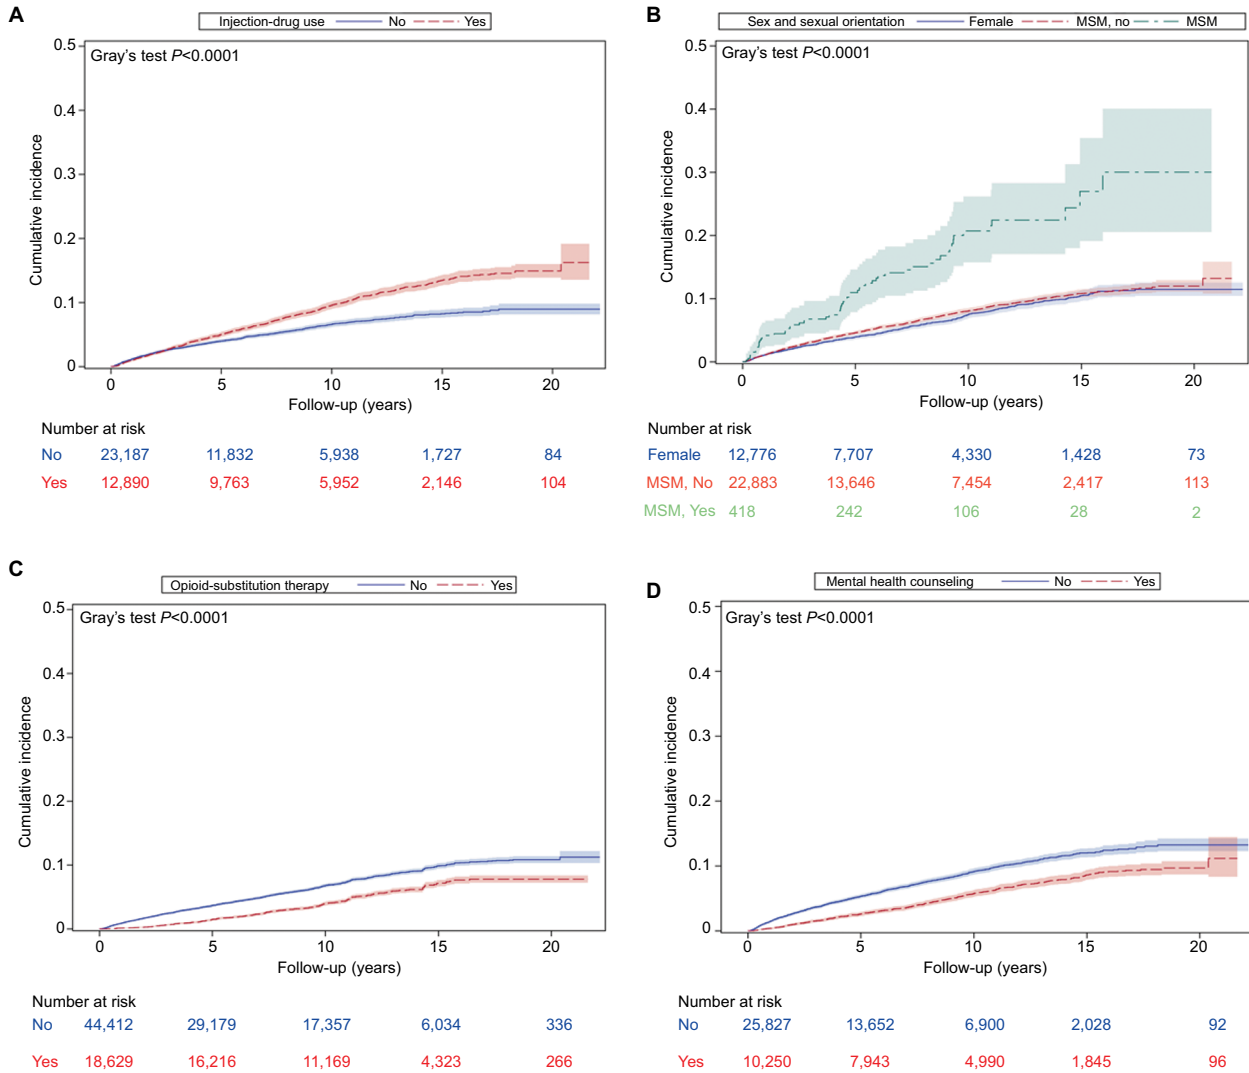 A
Injection-drug use No Yes
Gray's test P<0.0001
0.5
0.4
0.3
0.2
0.1
0
Cumulative incidence
0 5 10 15 20
Follow-up (years)
Number at risk
No 23,187 11,832 5,938 1,727 84
Yes 12,890 9,763 5,952 2,146 104
B
Sex and sexual orientation Female MSM, no MSM
Gray's test P<0.0001
0.5
0.4
0.3
0.2
0.1
0
Cumulative incidence
0 5 10 15 20
Follow-up (years)
Number at risk
Female 12,776 7,707 4,330 1,428 73
MSM, No 22,883 13,646 7,454 2,417 113
MSM, Yes 418 242 106 28 2
C
Opioid-substitution therapy No Yes
Gray's test P<0.0001
0.5
0.4
0.3
0.2
0.1
0
Cumulative incidence
0 5 10 15 20
Follow-up (years)
Number at risk
No 44,412 29,179 17,357 6,034 336
Yes 18,629 16,216 11,169 4,323 266
D
Mental health counseling No Yes
Gray's test P<0.0001
0.5
0.4
0.3
0.2
0.1
0
Cumulative incidence
0 5 10 15 20
Follow-up (years)
Number at risk
No 25,827 13,652 6,900 2,028 92
Yes 10,250 7,943 4,990 1,845 96